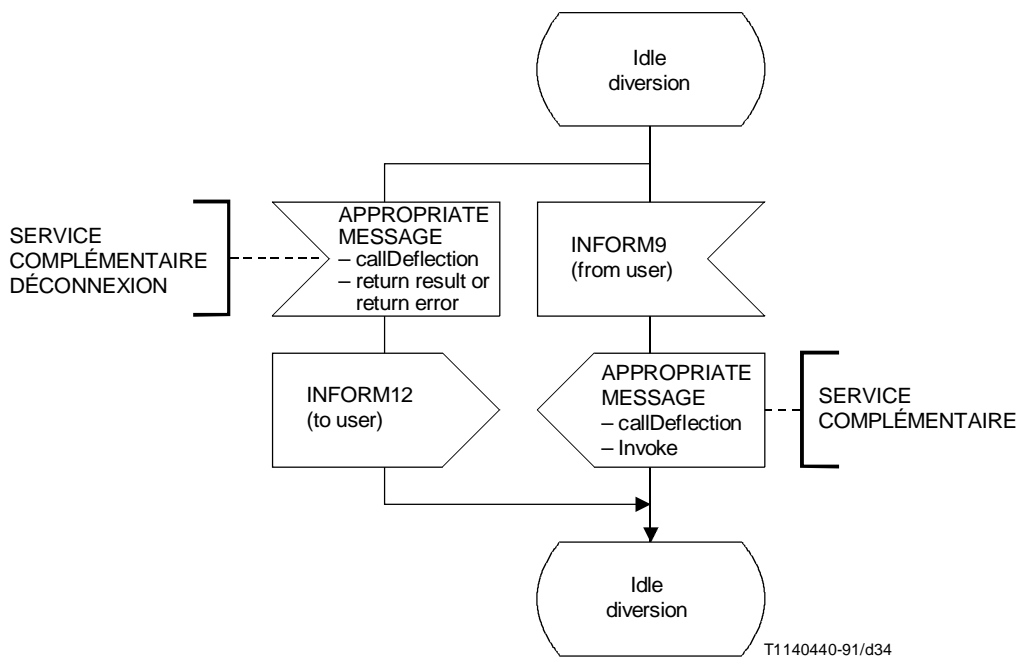 Idle
diversion
SERVICE
COMPLÉMENTAIRE
DÉCONNEXION
APPROPRIATE
MESSAGE
– callDeflection
– return result or
return error
INFORM9
(from user)
INFORM12
(to user)
APPROPRIATE
MESSAGE
– callDeflection
– Invoke
SERVICE
COMPLÉMENTAIRE
Idle
diversion
T1140440-91/d34